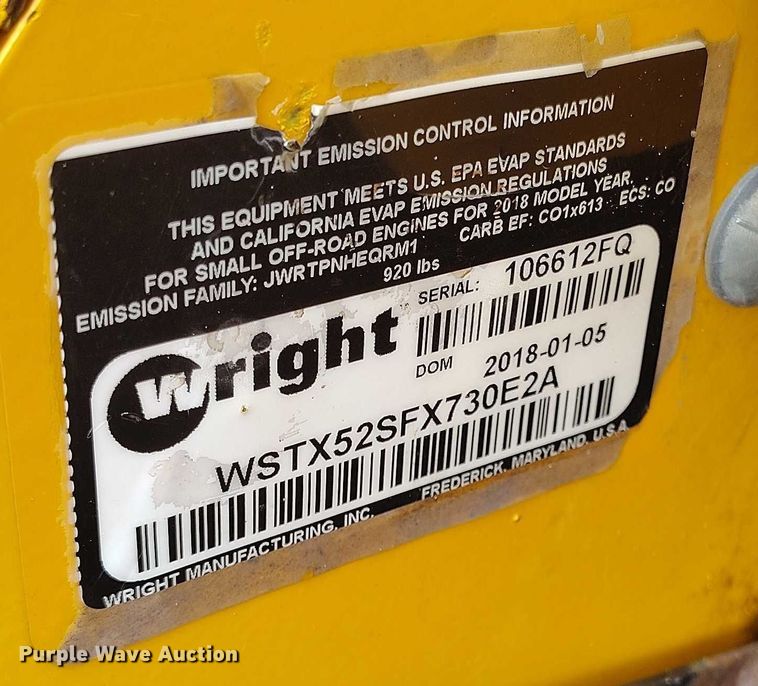 IMPORTANT EMISSION CONTROL INFORMATION
THIS EQUIPMENT MEETS U.S. EPA EVAP STANDARDS
AND CALIFORNIA EVAP EMISSION REGULATIONS
FOR SMALL OFF-ROAD ENGINES FOR 2018 MODEL YEAR.
EMISSION FAMILY: JWRTPNHEQRM1 CARB EF: CO1x613 ECS: CO
920 lbs
SERIAL: 106612FQ
wright
DOM 2018-01-05
WSTX52SFX730E2A
WRIGHT MANUFACTURING, INC. FREDERICK, MARYLAND, U.S.A.
Purple Wave Auction